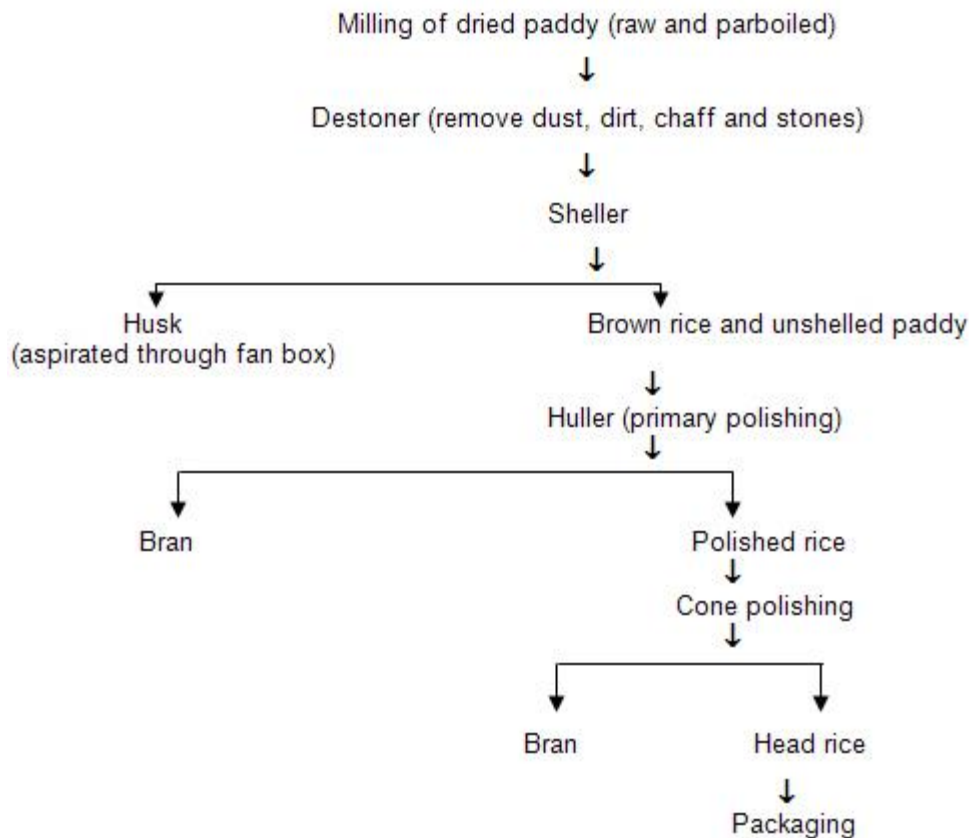 Milling of dried paddy (raw and parboiled)
Destoner (remove dust, dirt, chaff and stones)
Sheller
Husk
(aspirated through fan box)
Brown rice and unshelled paddy
Huller (primary polishing)
Bran
Polished rice
Cone polishing
Bran
Head rice
Packaging